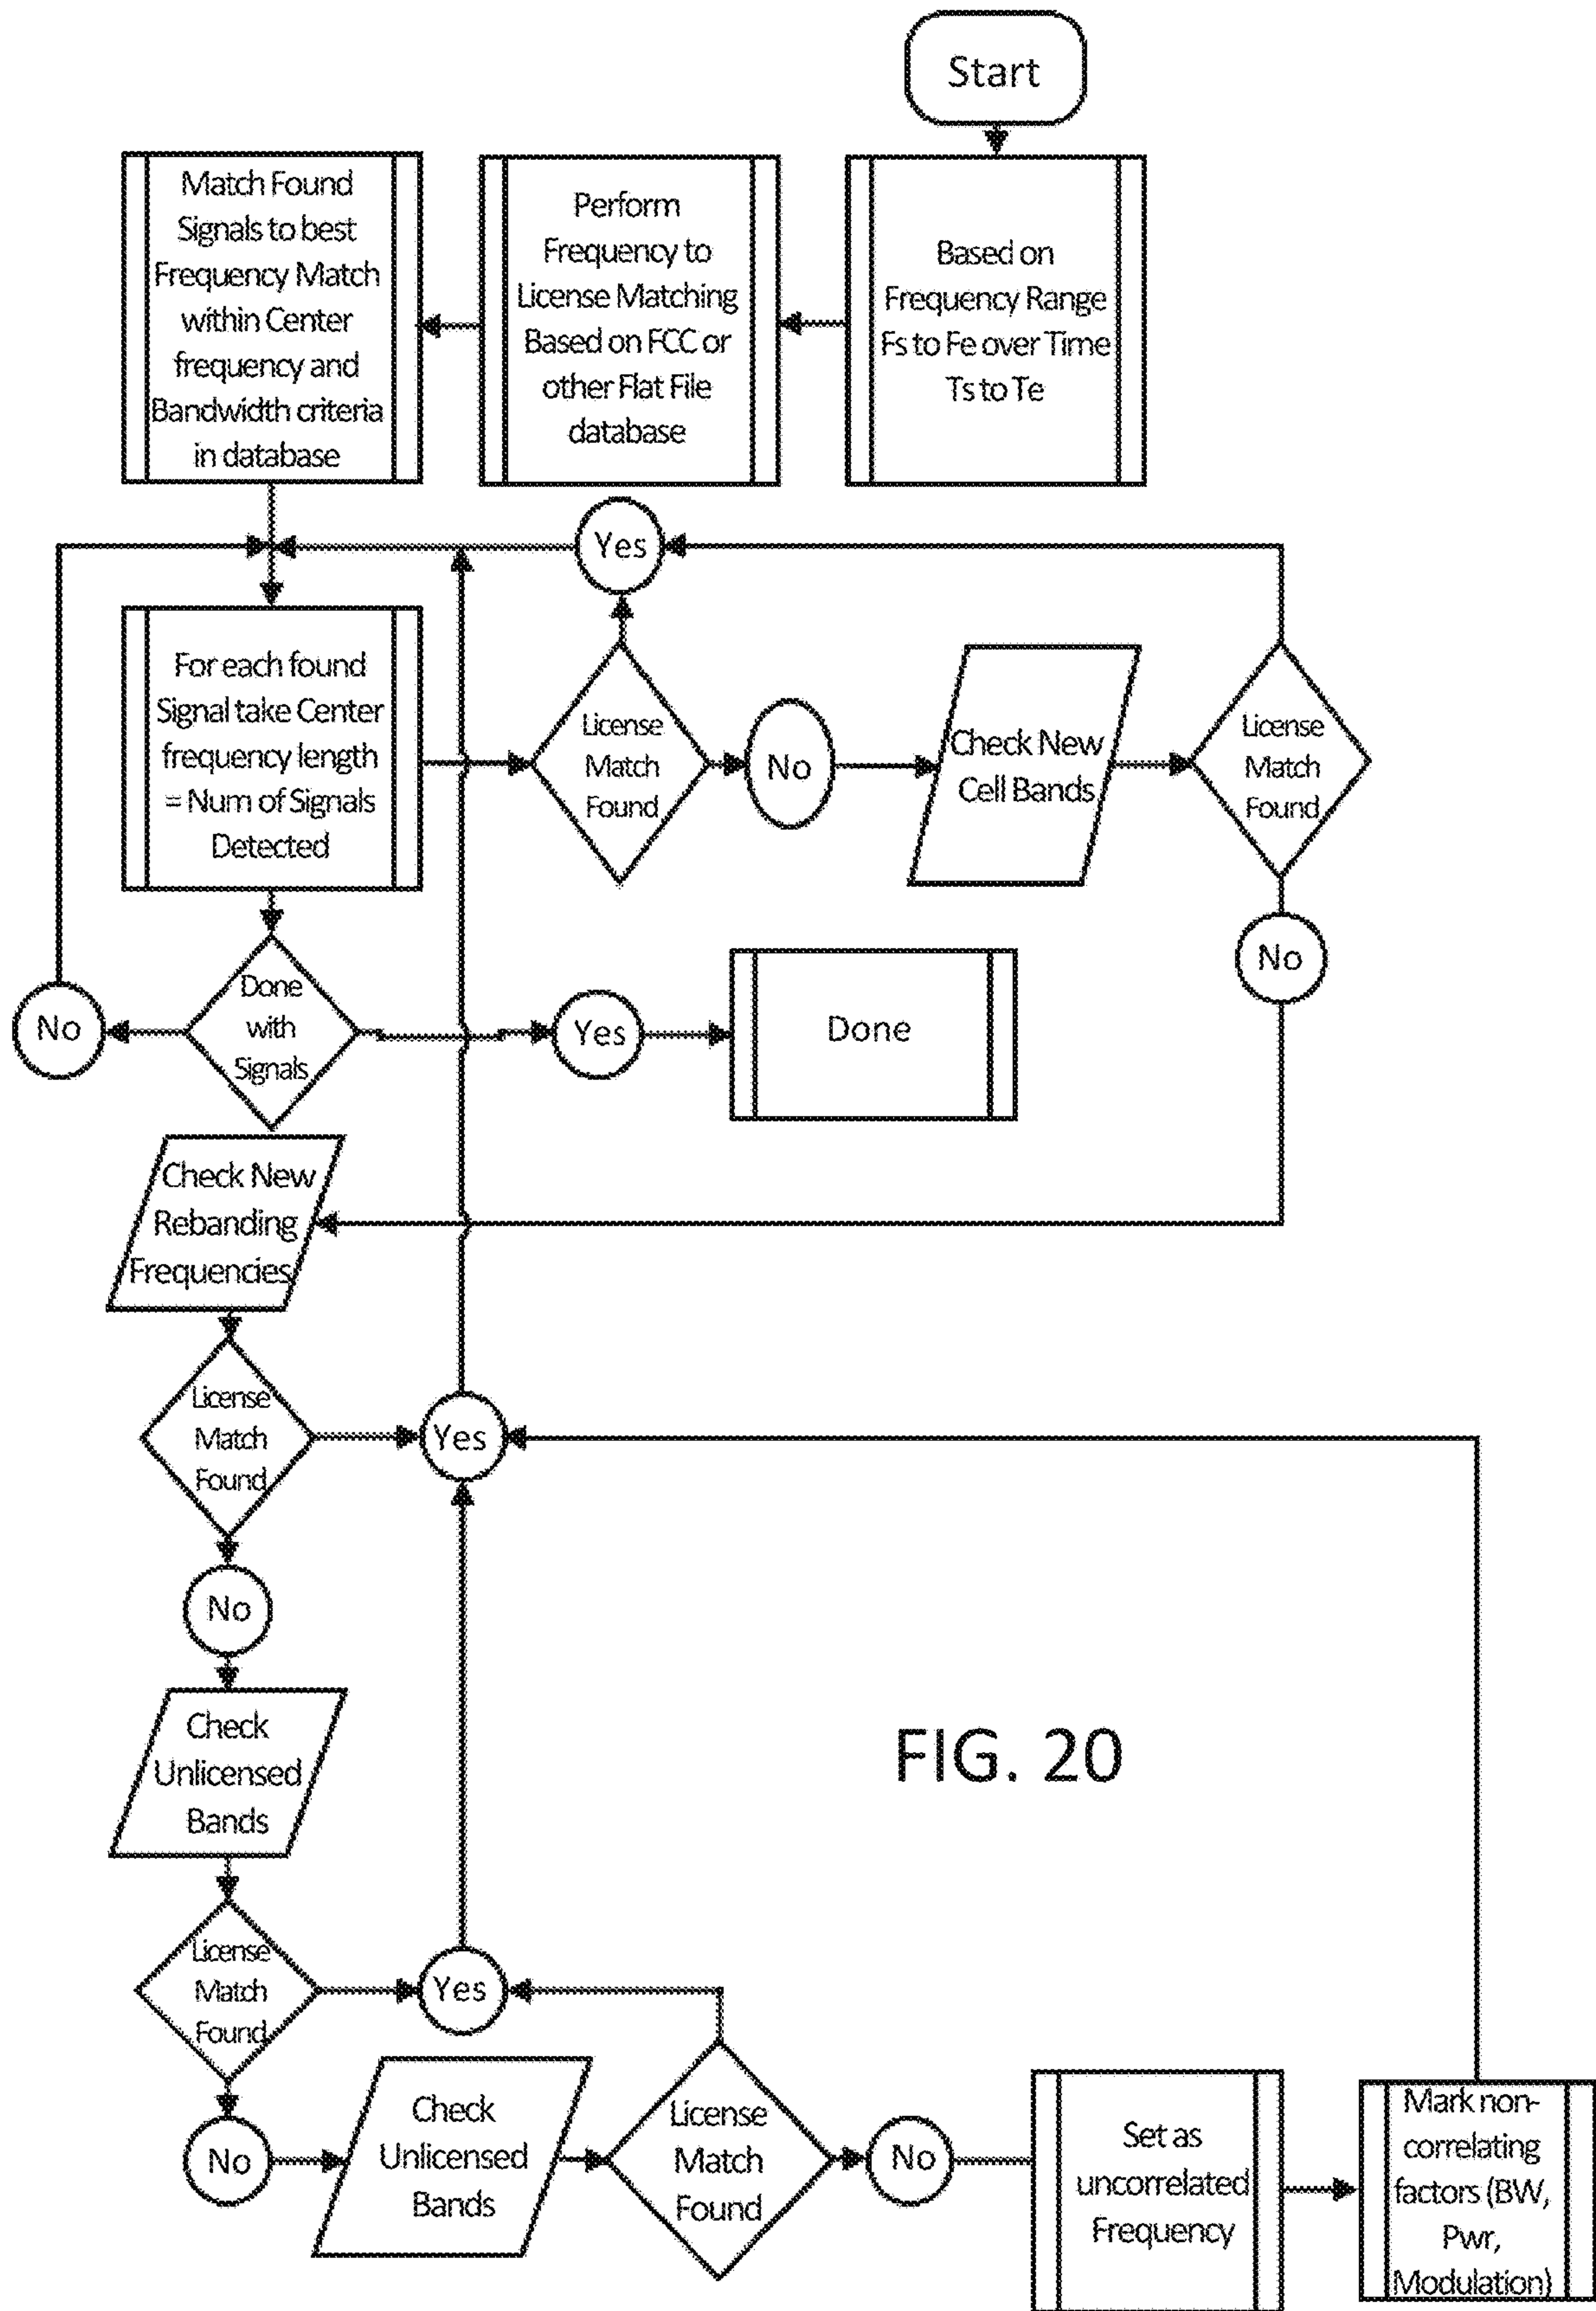 Start
Match Found
Signals to best
Frequency Match
within Center
frequency and
Bandwidth criteria
in database
Perform
Frequency to
License Matching
Based on FCC or
other Flat File
database
Based on
Frequency Range
Fs to Fe over Time
Ts to Te
Yes
For each found
Signal take Center
frequency length
= Num of Signals
Detected
License
Match
Found
No
Check New
Cell Bands
License
Match
Found
No
No
Done
with
Signals
Yes
Done
Check New
Rebanding
Frequencies
License
Match
Found
Yes
No
Check
Unlicensed
Bands
FIG. 20
License
Match
Found
Yes
No
Check
Unlicensed
Bands
License
Match
Found
No
Set as
uncorrelated
Frequency
Mark non-
correlating
factors (BW,
Pwr,
Modulation)